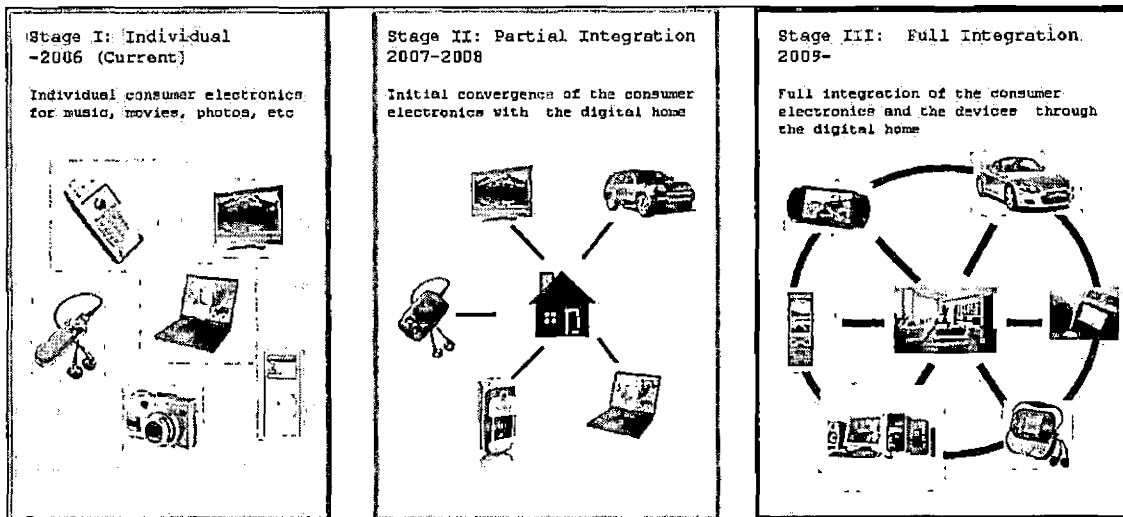 Stage I: Individual
-2006 (Current)
Individual consumer electronics
for music, movies, photos, etc
Stage II: Partial Integration
2007-2008
Initial convergence of the consumer
electronics with the digital home
Stage III: Full Integration
2009-
Full integration of the consumer
electronics and the devices through
the digital home